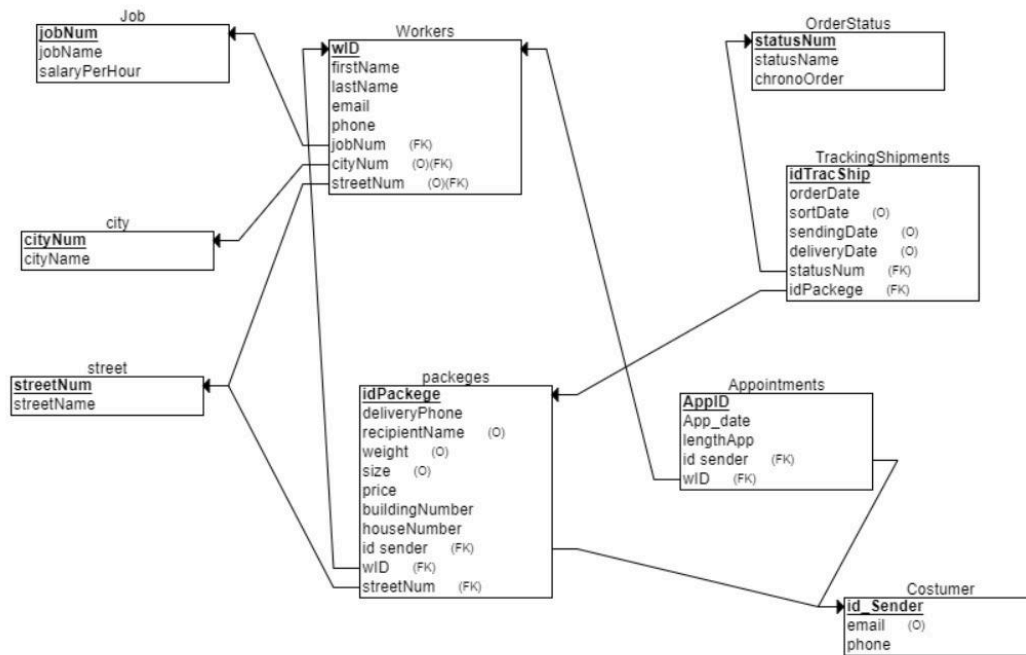 Job
jobNum
jobName
salaryPerHour
Workers
wID
firstName
lastName
email
phone
jobNum (FK)
cityNum (O)(FK)
streetNum (O)(FK)
OrderStatus
statusNum
statusName
chronoOrder
TrackingShipments
idTracShip
orderDate
sortDate (O)
sendingDate (O)
deliveryDate (O)
statusNum (FK)
idPackege (FK)
city
cityNum
cityName
street
streetNum
streetName
packeges
idPackege
deliveryPhone
recipientName (O)
weight (O)
size (O)
price
buildingNumber
houseNumber
id sender (FK)
wID (FK)
streetNum (FK)
Appointments
AppID
App_date
lengthApp
id sender (FK)
wID (FK)
Costumer
id_Sender
email (O)
phone